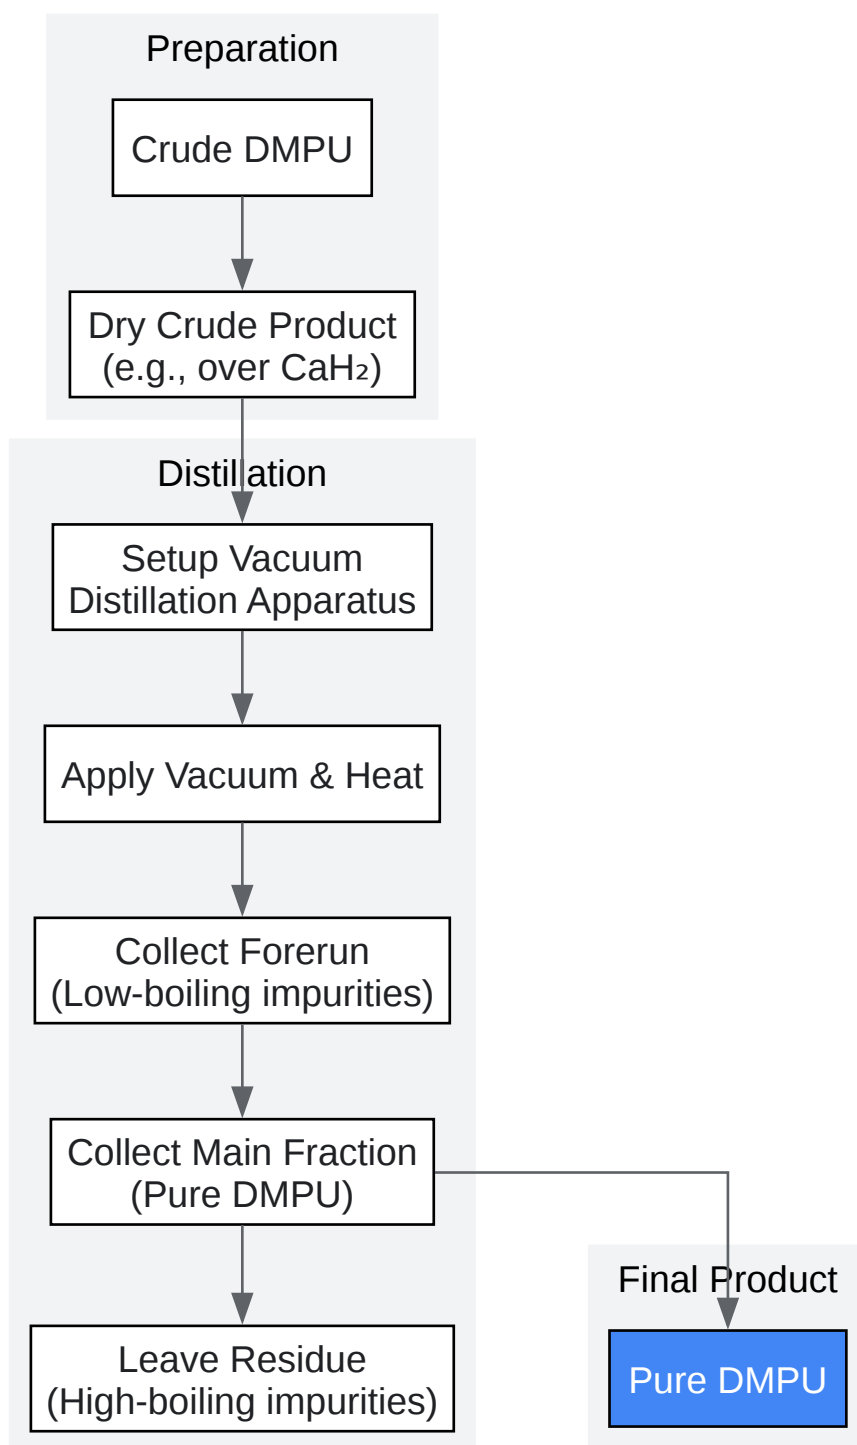 Preparation
Crude DMPU
Dry Crude Product
(e.g., over CaH₂)
Distillation
Setup Vacuum
Distillation Apparatus
Apply Vacuum & Heat
Collect Forerun
(Low-boiling impurities)
Collect Main Fraction
(Pure DMPU)
Leave Residue
(High-boiling impurities)
Final Product
Pure DMPU